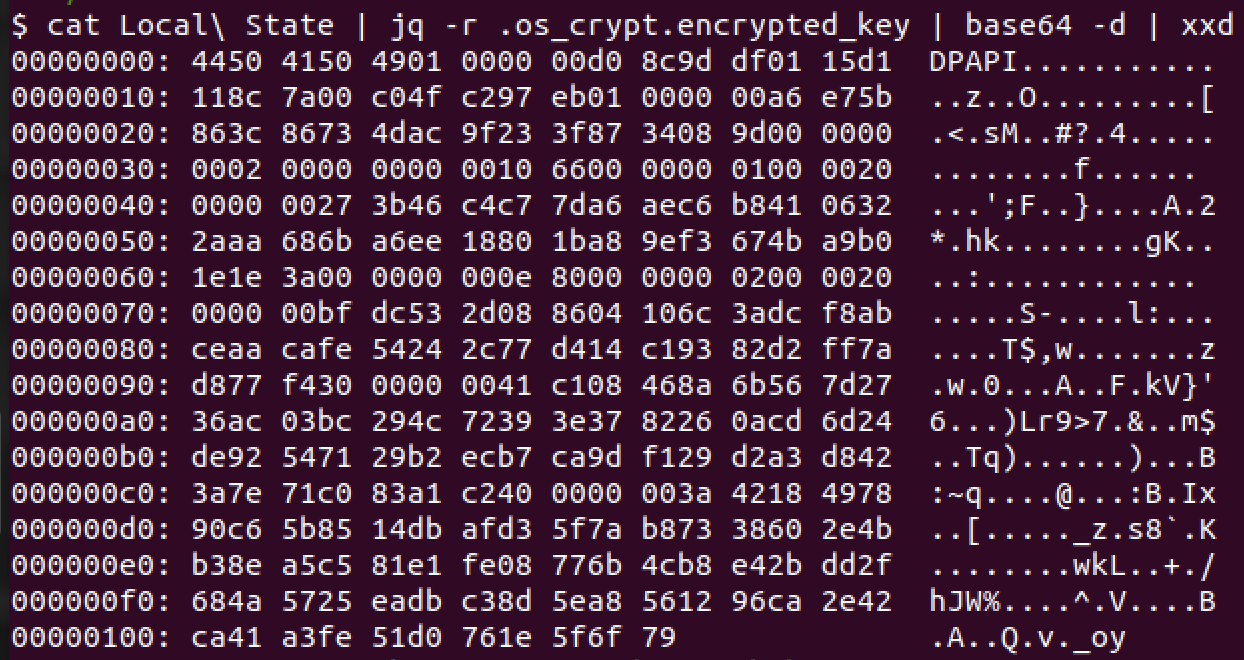 $ cat Local\ State | jq -r .os_crypt.encrypted_key | base64 -d | xxd
00000000: 4450 4150 4901 0000 00d0 8c9d df01 15d1  DPAPI...........
00000010: 118c 7a00 c04f c297 eb01 0000 00a6 e75b  ..z..O.........[
00000020: 863c 8673 4dac 9f23 3f87 3408 9d00 0000  .<.sM..#?.4.....
00000030: 0002 0000 0000 0010 6600 0000 0100 0020  ........f...... 
00000040: 0000 0027 3b46 c4c7 7da6 aec6 b841 0632  ...';F..}....A.2
00000050: 2aaa 686b a6ee 1880 1ba8 9ef3 674b a9b0  *.hk........gK..
00000060: 1e1e 3a00 0000 000e 8000 0000 0200 0020  ..:............ 
00000070: 0000 00bf dc53 2d08 8604 106c 3adc f8ab  .....S-....l:...
00000080: ceaa cafe 5424 2c77 d414 c193 82d2 ff7a  ....T$,w.......z
00000090: d877 f430 0000 0041 c108 468a 6b56 7d27  .w.0...A..F.kV}'
000000a0: 36ac 03bc 294c 7239 3e37 8226 0acd 6d24  6...)Lr9>7.&..m$
000000b0: de92 5471 29b2 ecb7 ca9d f129 d2a3 d842  ..Tq)......)...B
000000c0: 3a7e 71c0 83a1 c240 0000 003a 4218 4978  :~q....@...:B.Ix
000000d0: 90c6 5b85 14db afd3 5f7a b873 3860 2e4b  ..[....._z.s8`.K
000000e0: b38e a5c5 81e1 fe08 776b 4cb8 e42b dd2f  ........wkL..+./
000000f0: 684a 5725 eadb c38d 5ea8 5612 96ca 2e42  hJW%....^.V....B
00000100: ca41 a3fe 51d0 761e 5f6f 79              .A..Q.v._oy